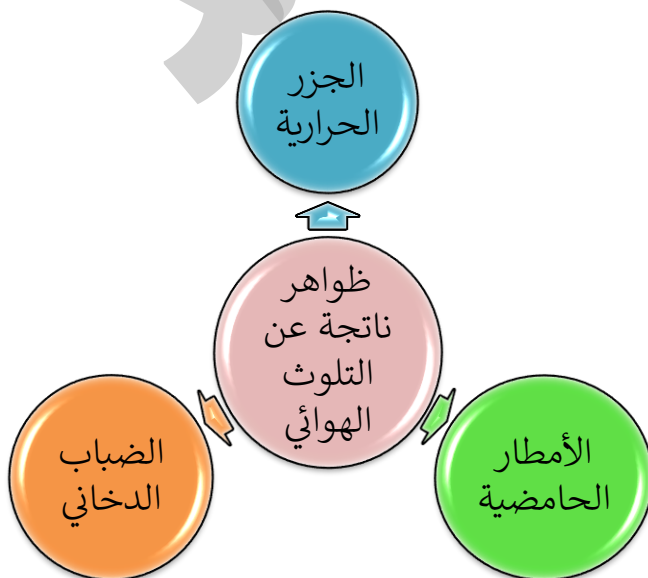 الجزر
الحرارية
ظواهر
ناتجة عن
التلوث
الهوائي
الأمطار
الحامضية
الضباب
الدخاني